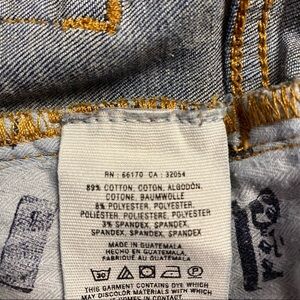 RN : 66170 CA : 32054
89% COTTON, COTON, ALGODÓN,
COTONE, BAUMWOLLE
8% POLYESTER, POLYESTER,
POLIÉSTER, POLIESTERE, POLYESTER
3% SPANDEX, SPANDEX,
SPANDEX, SPANDEX, SPANDEX
MADE IN GUATEMALA
HECHO EN GUATEMALA
FABRIQUÉ AU GUATEMALA
30
THIS GARMENT CONTAINS DYE WHICH
MAY DISCOLOR MATERIALS WITH WHICH